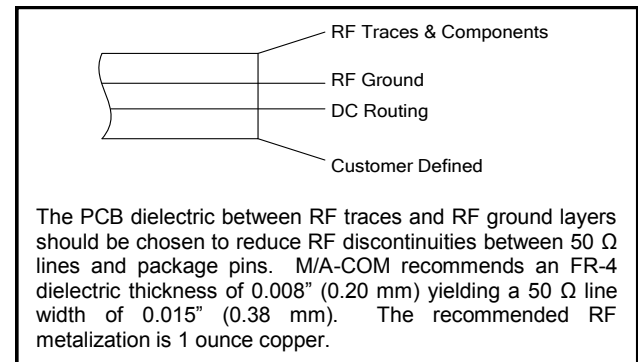 RF Traces & Components
RF Ground
DC Routing
Customer Defined
The PCB dielectric between RF traces and RF ground layers
should be chosen to reduce RF discontinuities between 50 Ω
lines and package pins. M/A-COM recommends an FR-4
dielectric thickness of 0.008” (0.20 mm) yielding a 50 Ω line
width of 0.015” (0.38 mm). The recommended RF
metalization is 1 ounce copper.